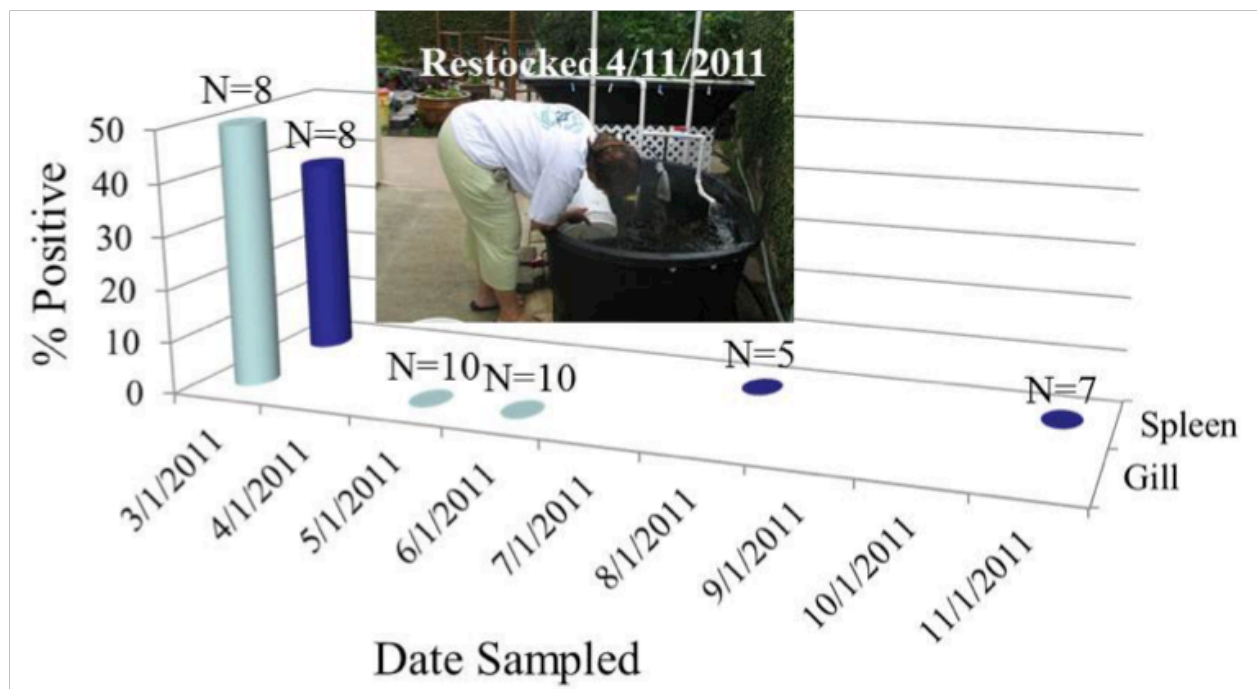 Restocked 4/11/2011
N=8
N=8
50
40
30
20
10
0
% Positive
N=10
N=10
N=5
N=7
Spleen
Gill
3/1/2011
4/1/2011
5/1/2011
6/1/2011
7/1/2011
8/1/2011
9/1/2011
10/1/2011
11/1/2011
Date Sampled